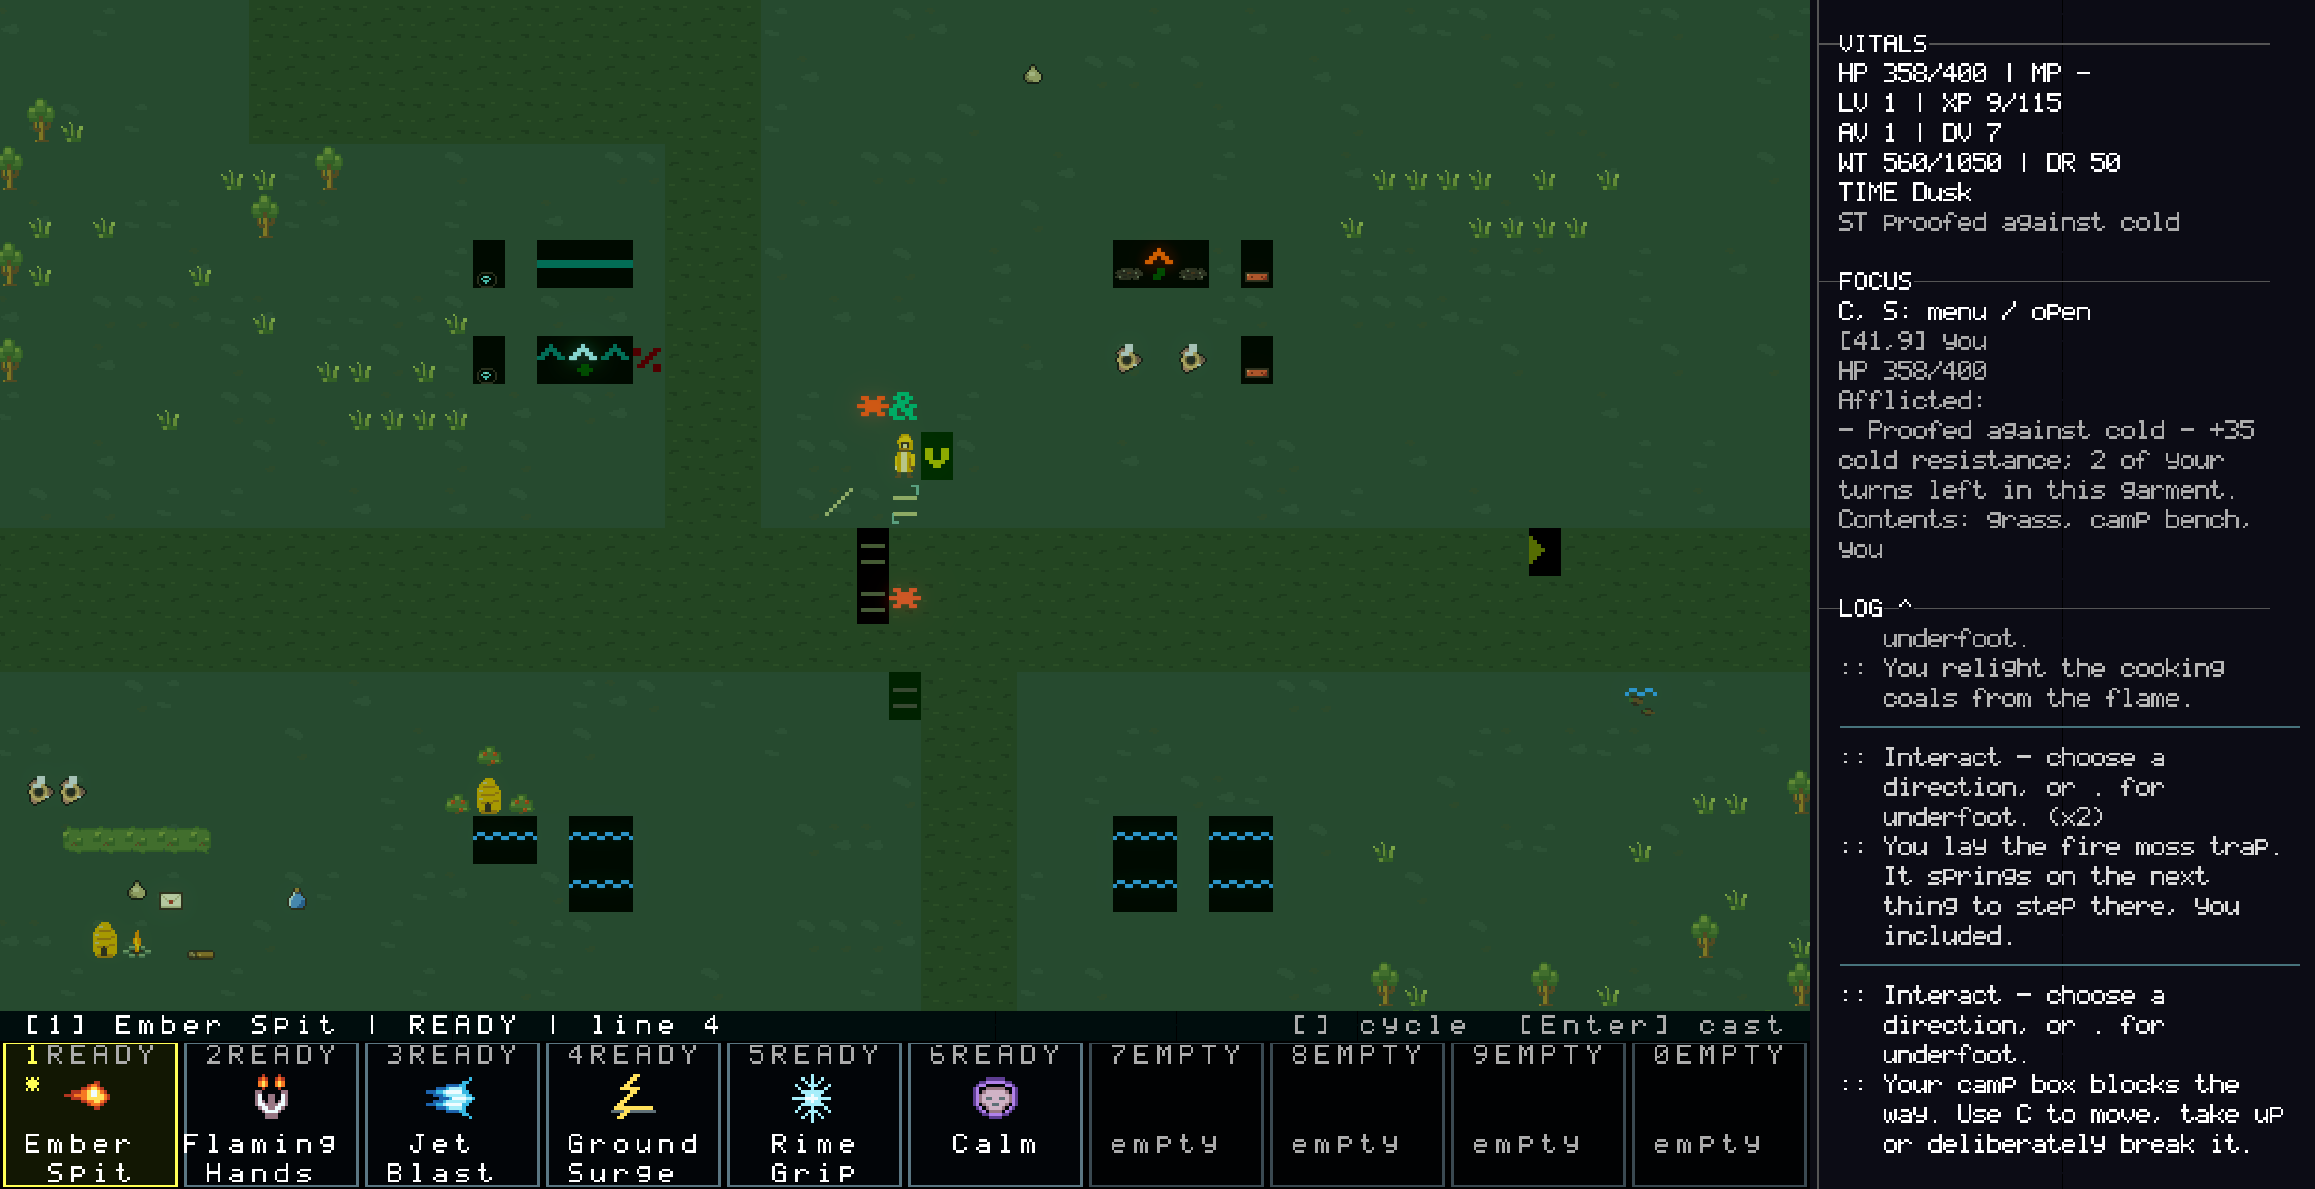 VITALS
HP 358/400 | MP -
LV 1 | XP 9/115
AV 1 | DV 7
WT 560/1050 | DR 50
TIME Dusk
ST Proofed against cold
FOCUS
C, S: menu / open
[41,9] you
HP 358/400
Afflicted:
- Proofed against cold - +35
cold resistance; 2 of your
turns left in this garment.
Contents: grass, camp bench,
you
LOG ^
underfoot.
:: You relight the cooking
coals from the flame.
:: Interact - choose a
direction, or . for
underfoot. (x2)
:: You lay the fire moss trap.
It springs on the next
thing to step there, you
included.
:: Interact - choose a
direction, or . for
underfoot.
:: Your camp box blocks the
way. Use C to move, take up
or deliberately break it.
[1] Ember Spit | READY | line 4
[] cycle [Enter] cast
1READY 2READY 3READY 4READY 5READY 6READY 7EMPTY 8EMPTY 9EMPTY 0EMPTY
Ember Flaming Jet Ground Rime Calm empty empty empty empty
Spit Hands Blast Surge Grip